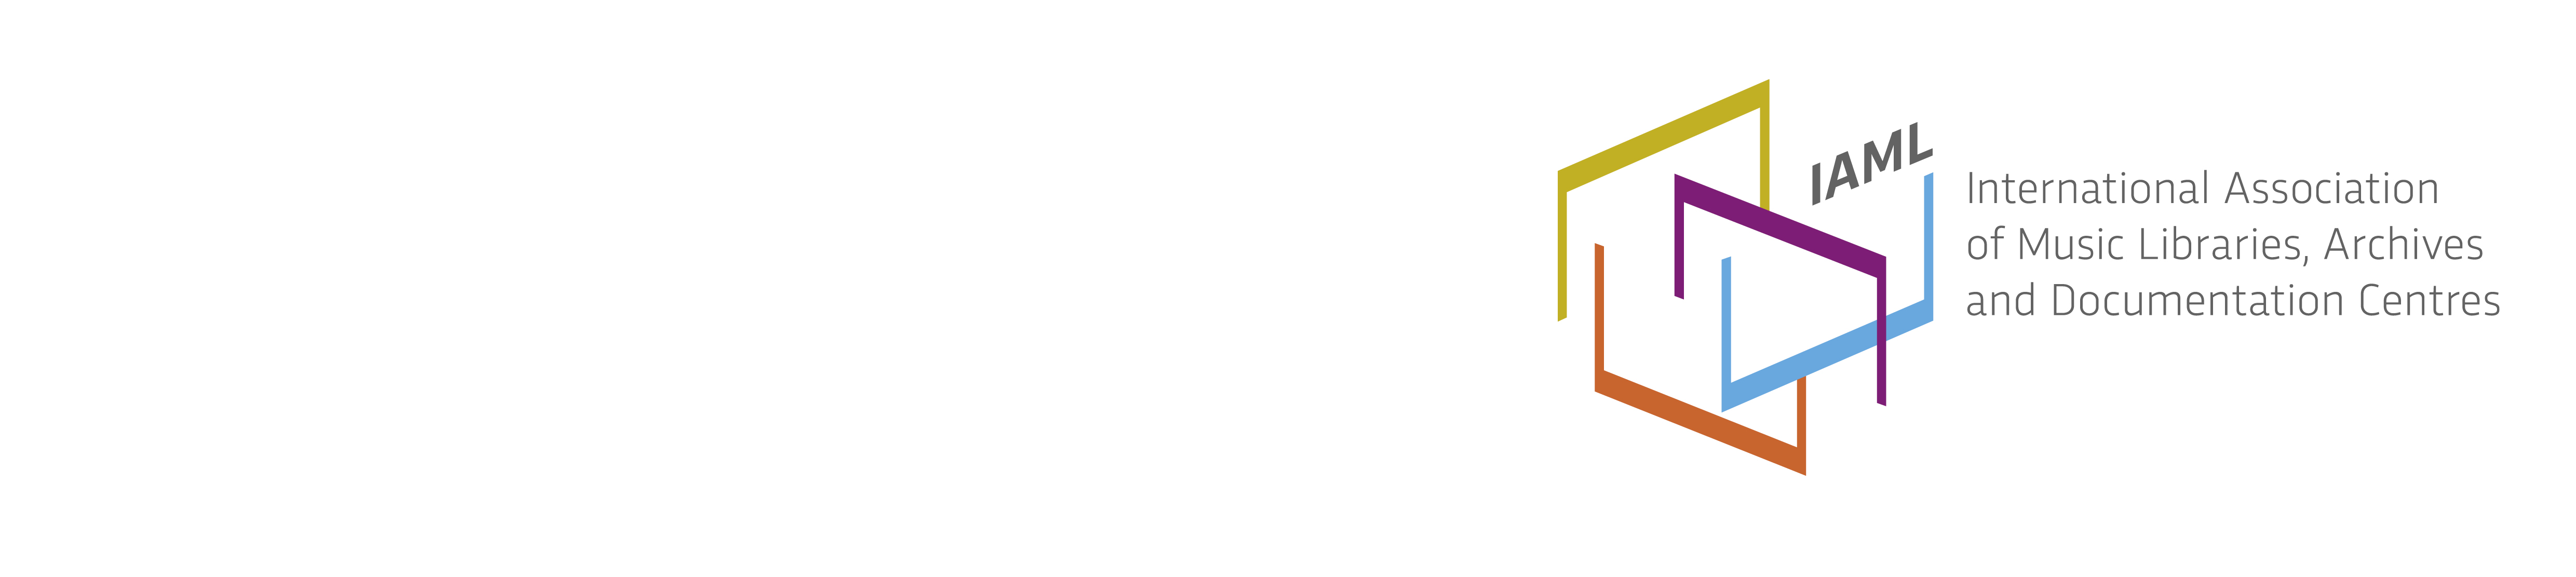 IAML
International Association
of Music Libraries, Archives
and Documentation Centres